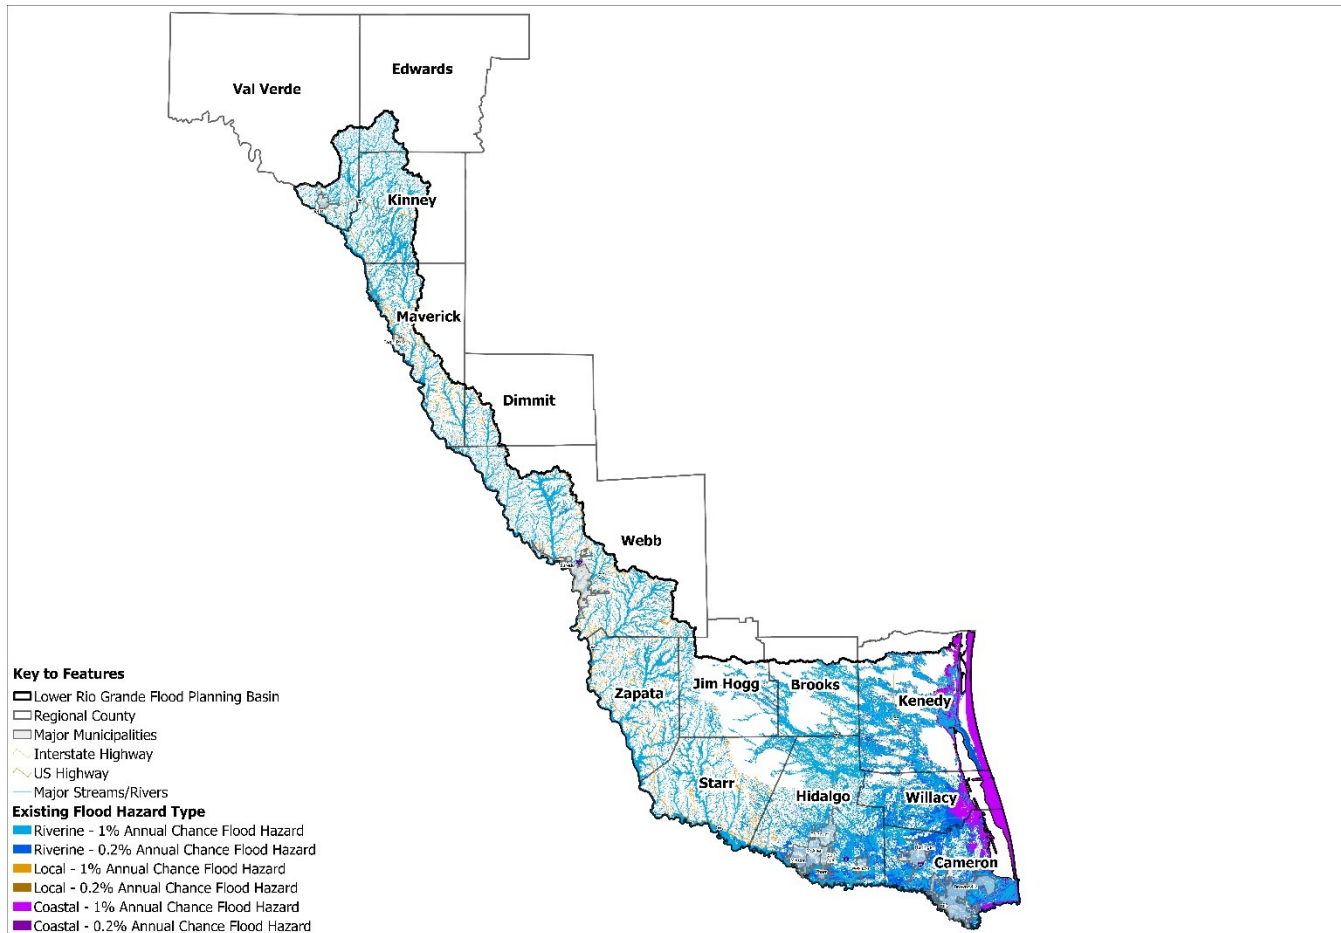 Edwards
Val Verde
Kinney
Maverick
Dimmit
Webb
Zapata
Jim Hogg
Brooks
Kenedy
Starr
Hidalgo
Willacy
Cameron
Key to Features
Lower Rio Grande Flood Planning Basin
Regional County
Major Municipalities
Interstate Highway
US Highway
Major Streams/Rivers
Existing Flood Hazard Type
Riverine - 1% Annual Chance Flood Hazard
Riverine - 0.2% Annual Chance Flood Hazard
Local - 1% Annual Chance Flood Hazard
Local - 0.2% Annual Chance Flood Hazard
Coastal - 1% Annual Chance Flood Hazard
Coastal - 0.2% Annual Chance Flood Hazard